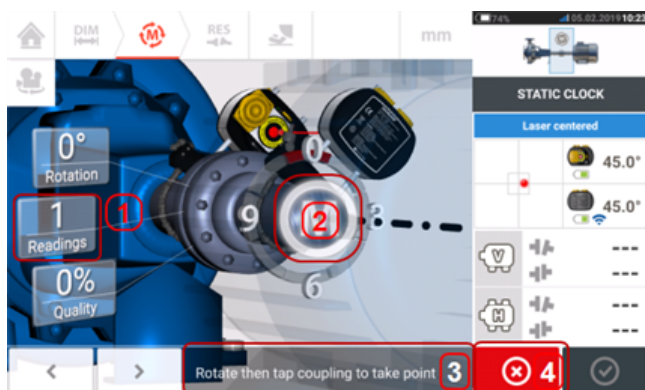 DIM
M
RES
mm
74%
05.02.2019 10:23
STATIC CLOCK
Laser centered
45.0°
45.0°
0°
Rotation
1
Readings
1
0%
Quality
0
9
2
3
6
V
---
---
H
---
---
Rotate then tap coupling to take point
3
4